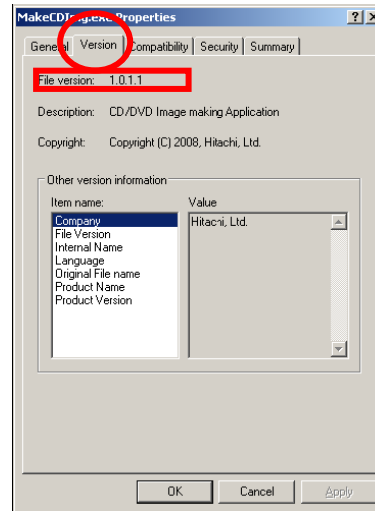 MakeCDImg.exe Properties
General Version Compatibility Security Summary
File version: 1.0.1.1
Description: CD/DVD Image making Application
Copyright: Copyright (C) 2008, Hitachi, Ltd.
Other version information
Item name: Value
Company Hitachi, Ltd.
File Version
Internal Name
Language
Original File name
Product Name
Product Version
OK Cancel Apply